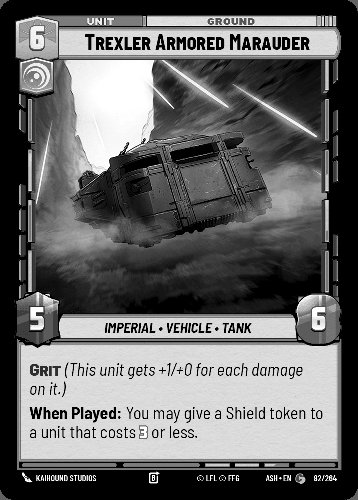 UNIT
GROUND
6
TREXLER ARMORED MARAUDER
5
6
IMPERIAL • VEHICLE • TANK
GRIT (This unit gets +1/+0 for each damage
on it.)
When Played: You may give a Shield token to
a unit that costs 3 or less.
KAIHOUND STUDIOS
© LFL © FFG
ASH • EN
92/264